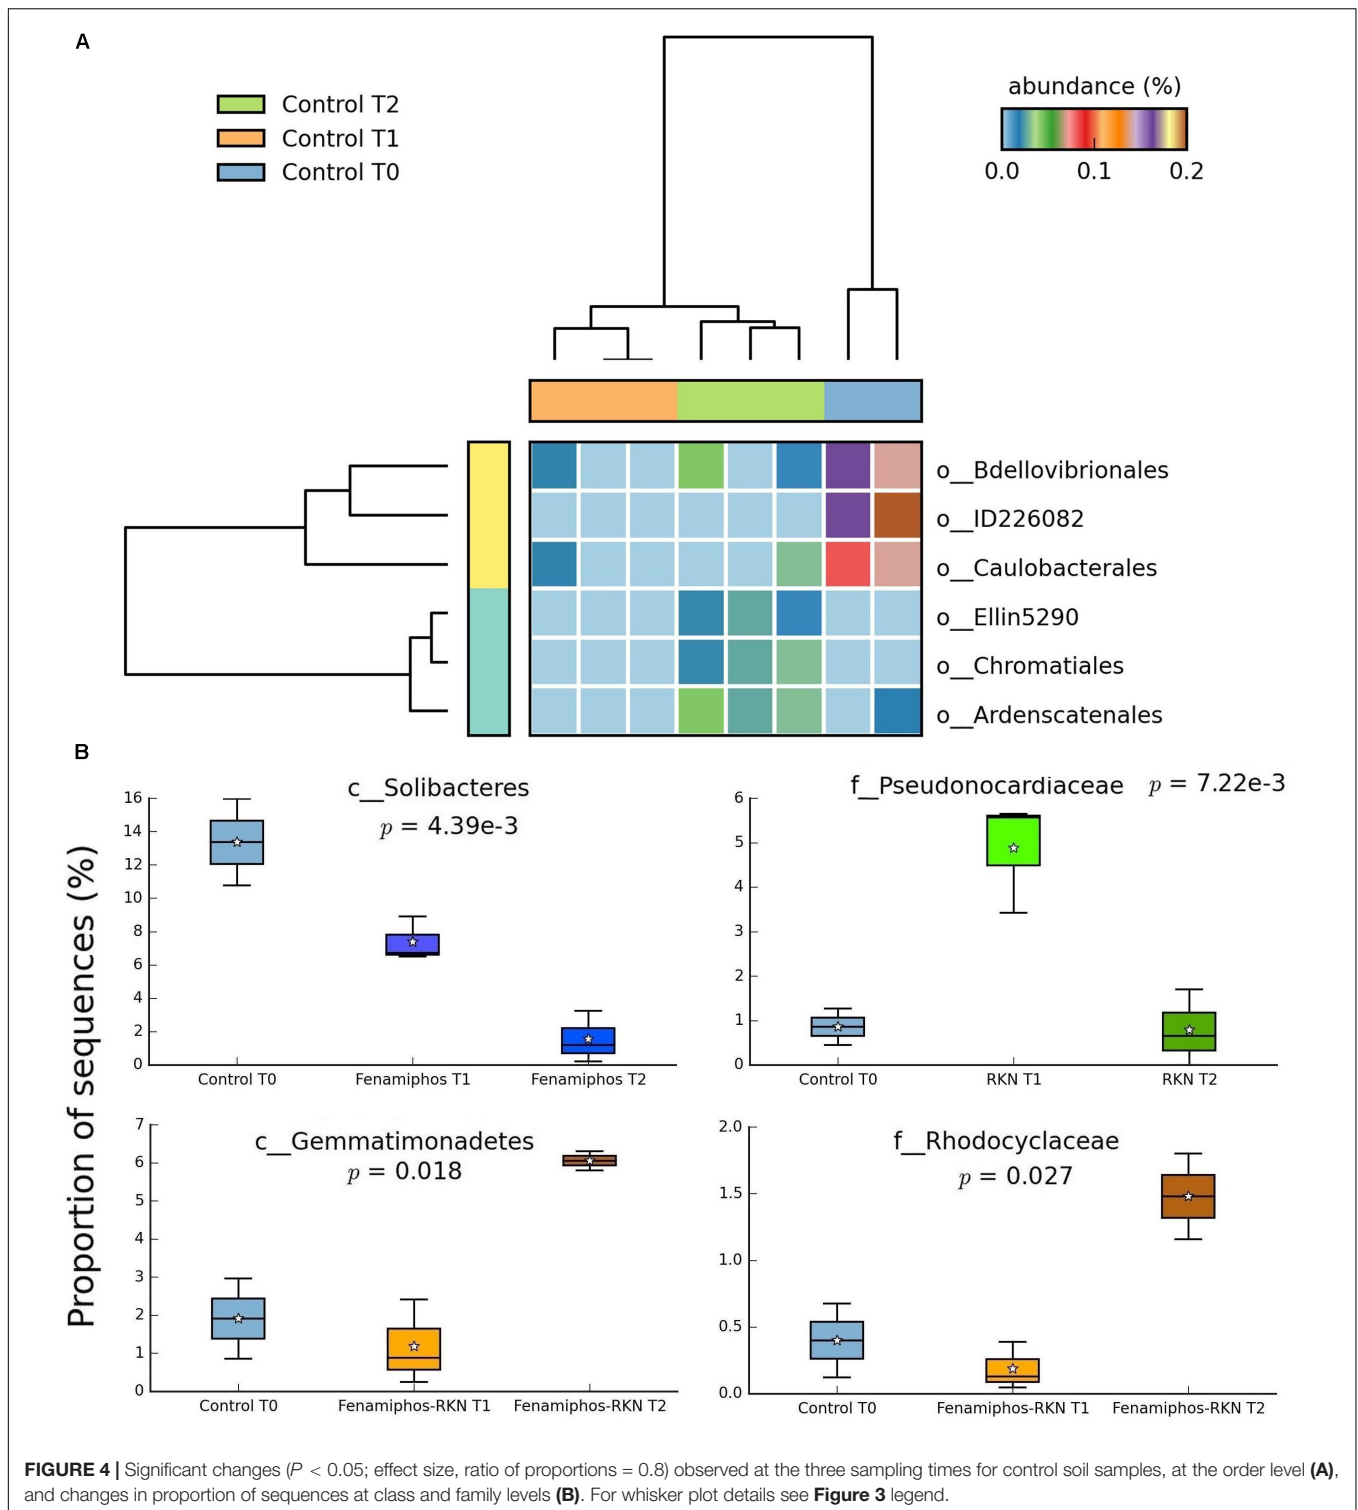 A
Control T2
Control T1
Control T0
abundance (%)
0.0 0.1 0.2
o__Bdellovibrionales
o__ID226082
o__Caulobacterales
o__Ellin5290
o__Chromatiales
o__Ardenscatenales
B
Proportion of sequences (%)
c__Solibacteres
p = 4.39e-3
16
14
12
10
8
6
4
2
0
Control T0 Fenamiphos T1 Fenamiphos T2
f__Pseudonocardiaceae p = 7.22e-3
6
5
4
3
2
1
0
Control T0 RKN T1 RKN T2
c__Gemmatimonadetes
p = 0.018
7
6
5
4
3
2
1
0
Control T0 Fenamiphos-RKN T1 Fenamiphos-RKN T2
f__Rhodocyclaceae
p = 0.027
2.0
1.5
1.0
0.5
0.0
Control T0 Fenamiphos-RKN T1 Fenamiphos-RKN T2
FIGURE 4 | Significant changes (P < 0.05; effect size, ratio of proportions = 0.8) observed at the three sampling times for control soil samples, at the order level (A),
and changes in proportion of sequences at class and family levels (B). For whisker plot details see Figure 3 legend.